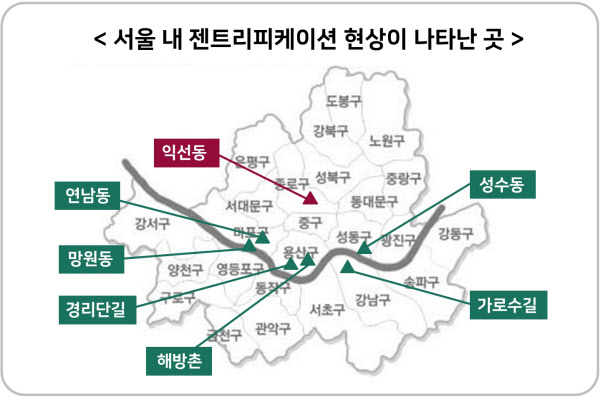 < 서울 내 젠트리피케이션 현상이 나타난 곳 >
도봉구
강북구
노원구
익선동
은평구
종로구
성북구
중랑구
성수동
연남동
서대문구
동대문구
강서구
마포구
중구
성동구
광진구
강동구
망원동
양천구
영등포구
용산구
송파구
구로구
동작구
경리단길
서초구
강남구
가로수길
금천구
관악구
해방촌